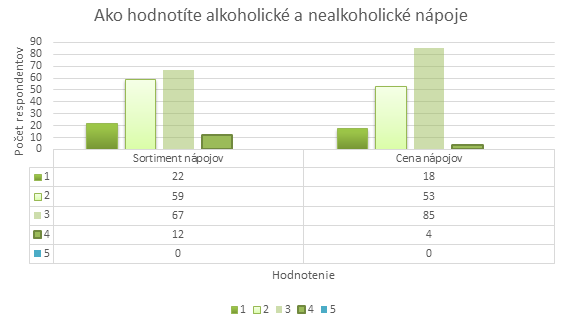 Ako hodnotíte alkoholické a nealkoholické nápoje
Počet respondentov
90
80
70
60
50
40
30
20
10
0
Sortiment nápojov Cena nápojov
1 22 18
2 59 53
3 67 85
4 12 4
5 0 0
Hodnotenie
1 2 3 4 5